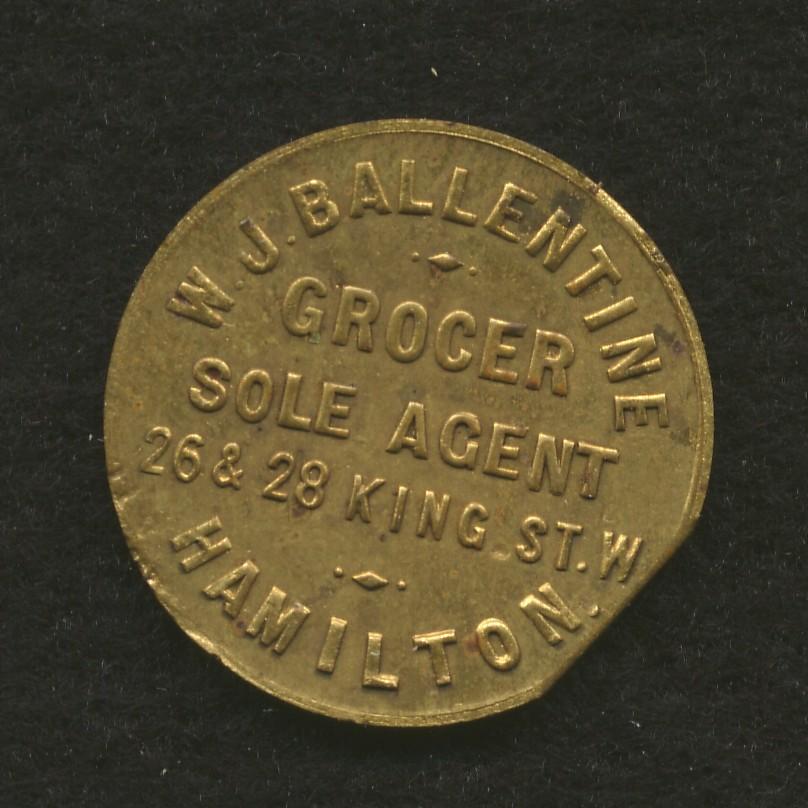 W. J. BALLENTINE
GROCER
SOLE AGENT
26 & 28 KING ST. W
HAMILTON.